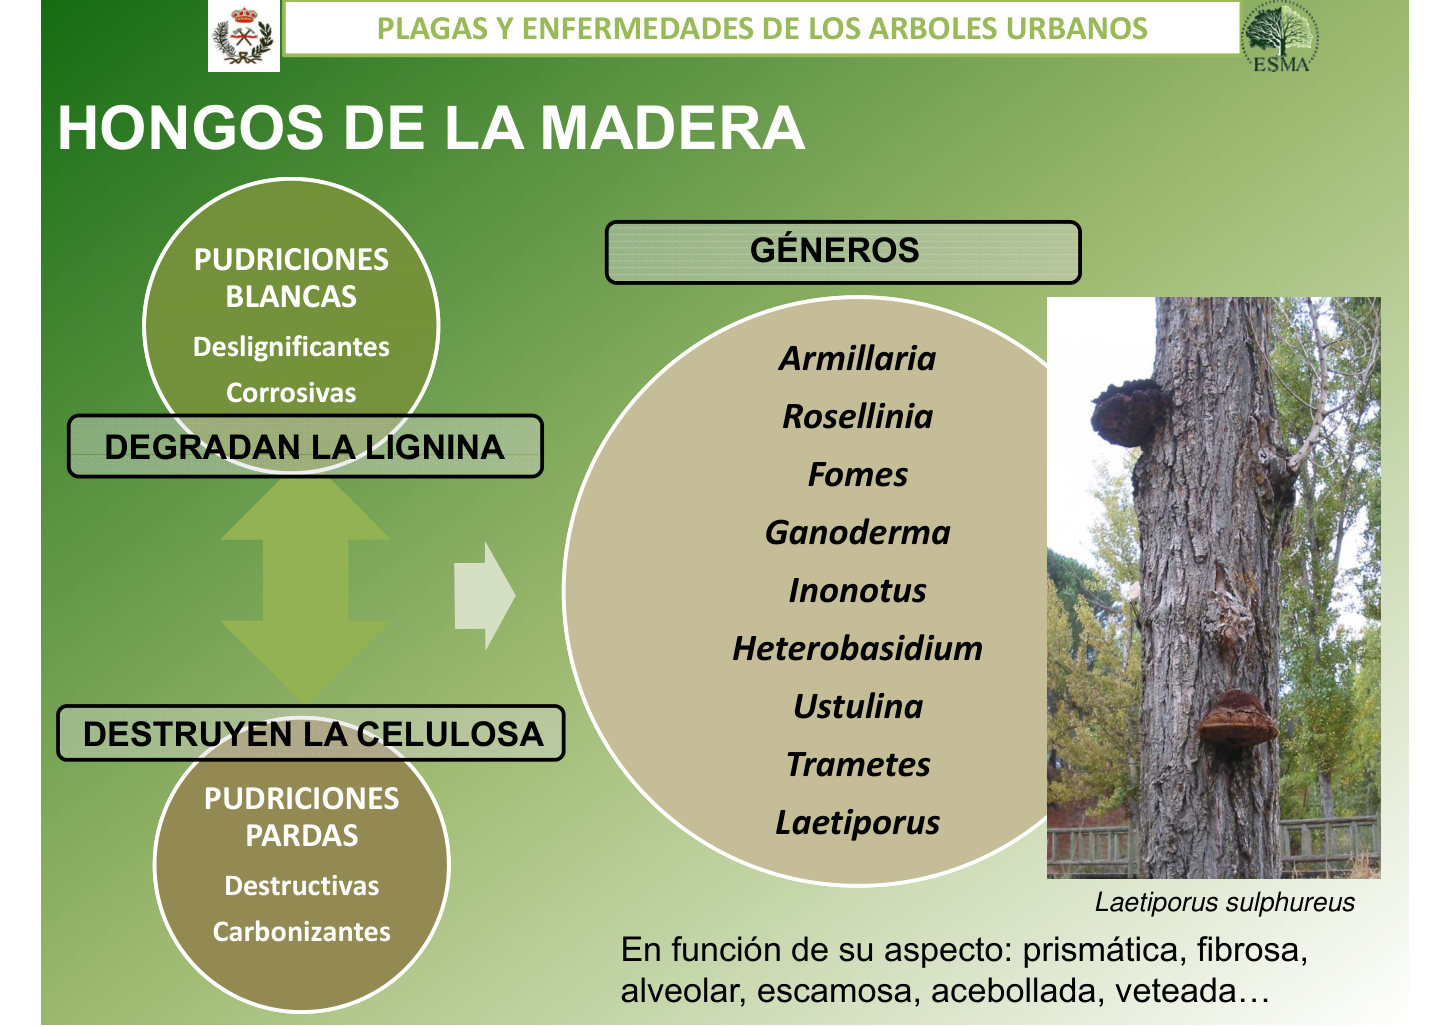 PLAGAS Y ENFERMEDADES DE LOS ARBOLES URBANOS
ESMA
HONGOS DE LA MADERA
PUDRICIONES
BLANCAS
Deslignificantes
Corrosivas
DEGRADAN LA LIGNINA
DESTRUYEN LA CELULOSA
PUDRICIONES
PARDAS
Destructivas
Carbonizantes
GÉNEROS
Armillaria
Rosellinia
Fomes
Ganoderma
Inonotus
Heterobasidium
Ustulina
Trametes
Laetiporus
Laetiporus sulphureus
En función de su aspecto: prismática, fibrosa,
alveolar, escamosa, acebollada, veteada…